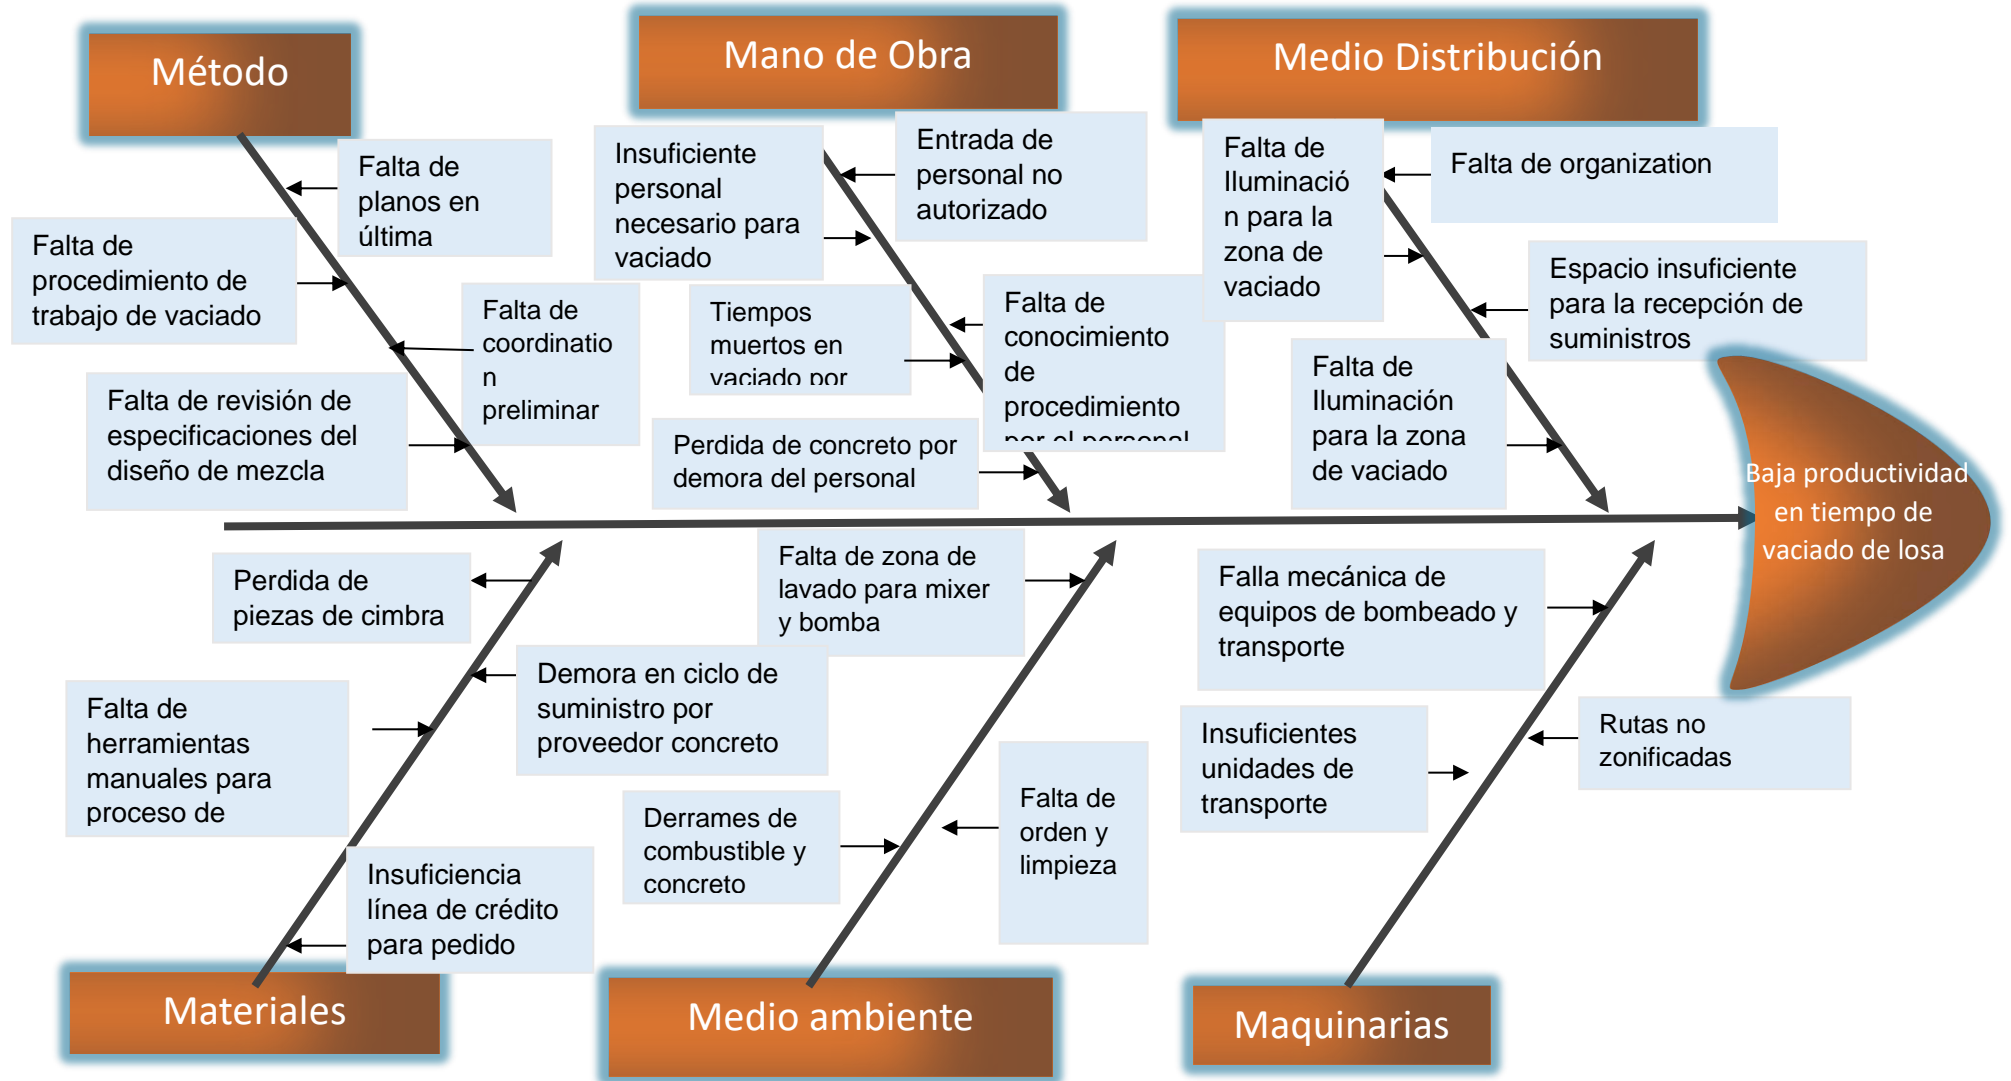 Método
Mano de Obra
Medio Distribución
Falta de
planos en
última
Falta de
procedimiento de
trabajo de vaciado
Falta de
coordinatio
n
preliminar
Falta de revisión de
especificaciones del
diseño de mezcla
Insuficiente
personal
necesario para
vaciado
Entrada de
personal no
autorizado
Tiempos
muertos en
vaciado por
Falta de
conocimiento
de
procedimiento
por el personal
Perdida de concreto por
demora del personal
Falta de
Iluminació
n para la
zona de
vaciado
Falta de organization
Espacio insuficiente
para la recepción de
suministros
Falta de
Iluminación
para la zona
de vaciado
Baja productividad
en tiempo de
vaciado de losa
Perdida de
piezas de cimbra
Demora en ciclo de
suministro por
proveedor concreto
Falta de
herramientas
manuales para
proceso de
Insuficiencia
línea de crédito
para pedido
Falta de zona de
lavado para mixer
y bomba
Derrames de
combustible y
concreto
Falta de
orden y
limpieza
Falla mecánica de
equipos de bombeado y
transporte
Insuficientes
unidades de
transporte
Rutas no
zonificadas
Materiales
Medio ambiente
Maquinarias